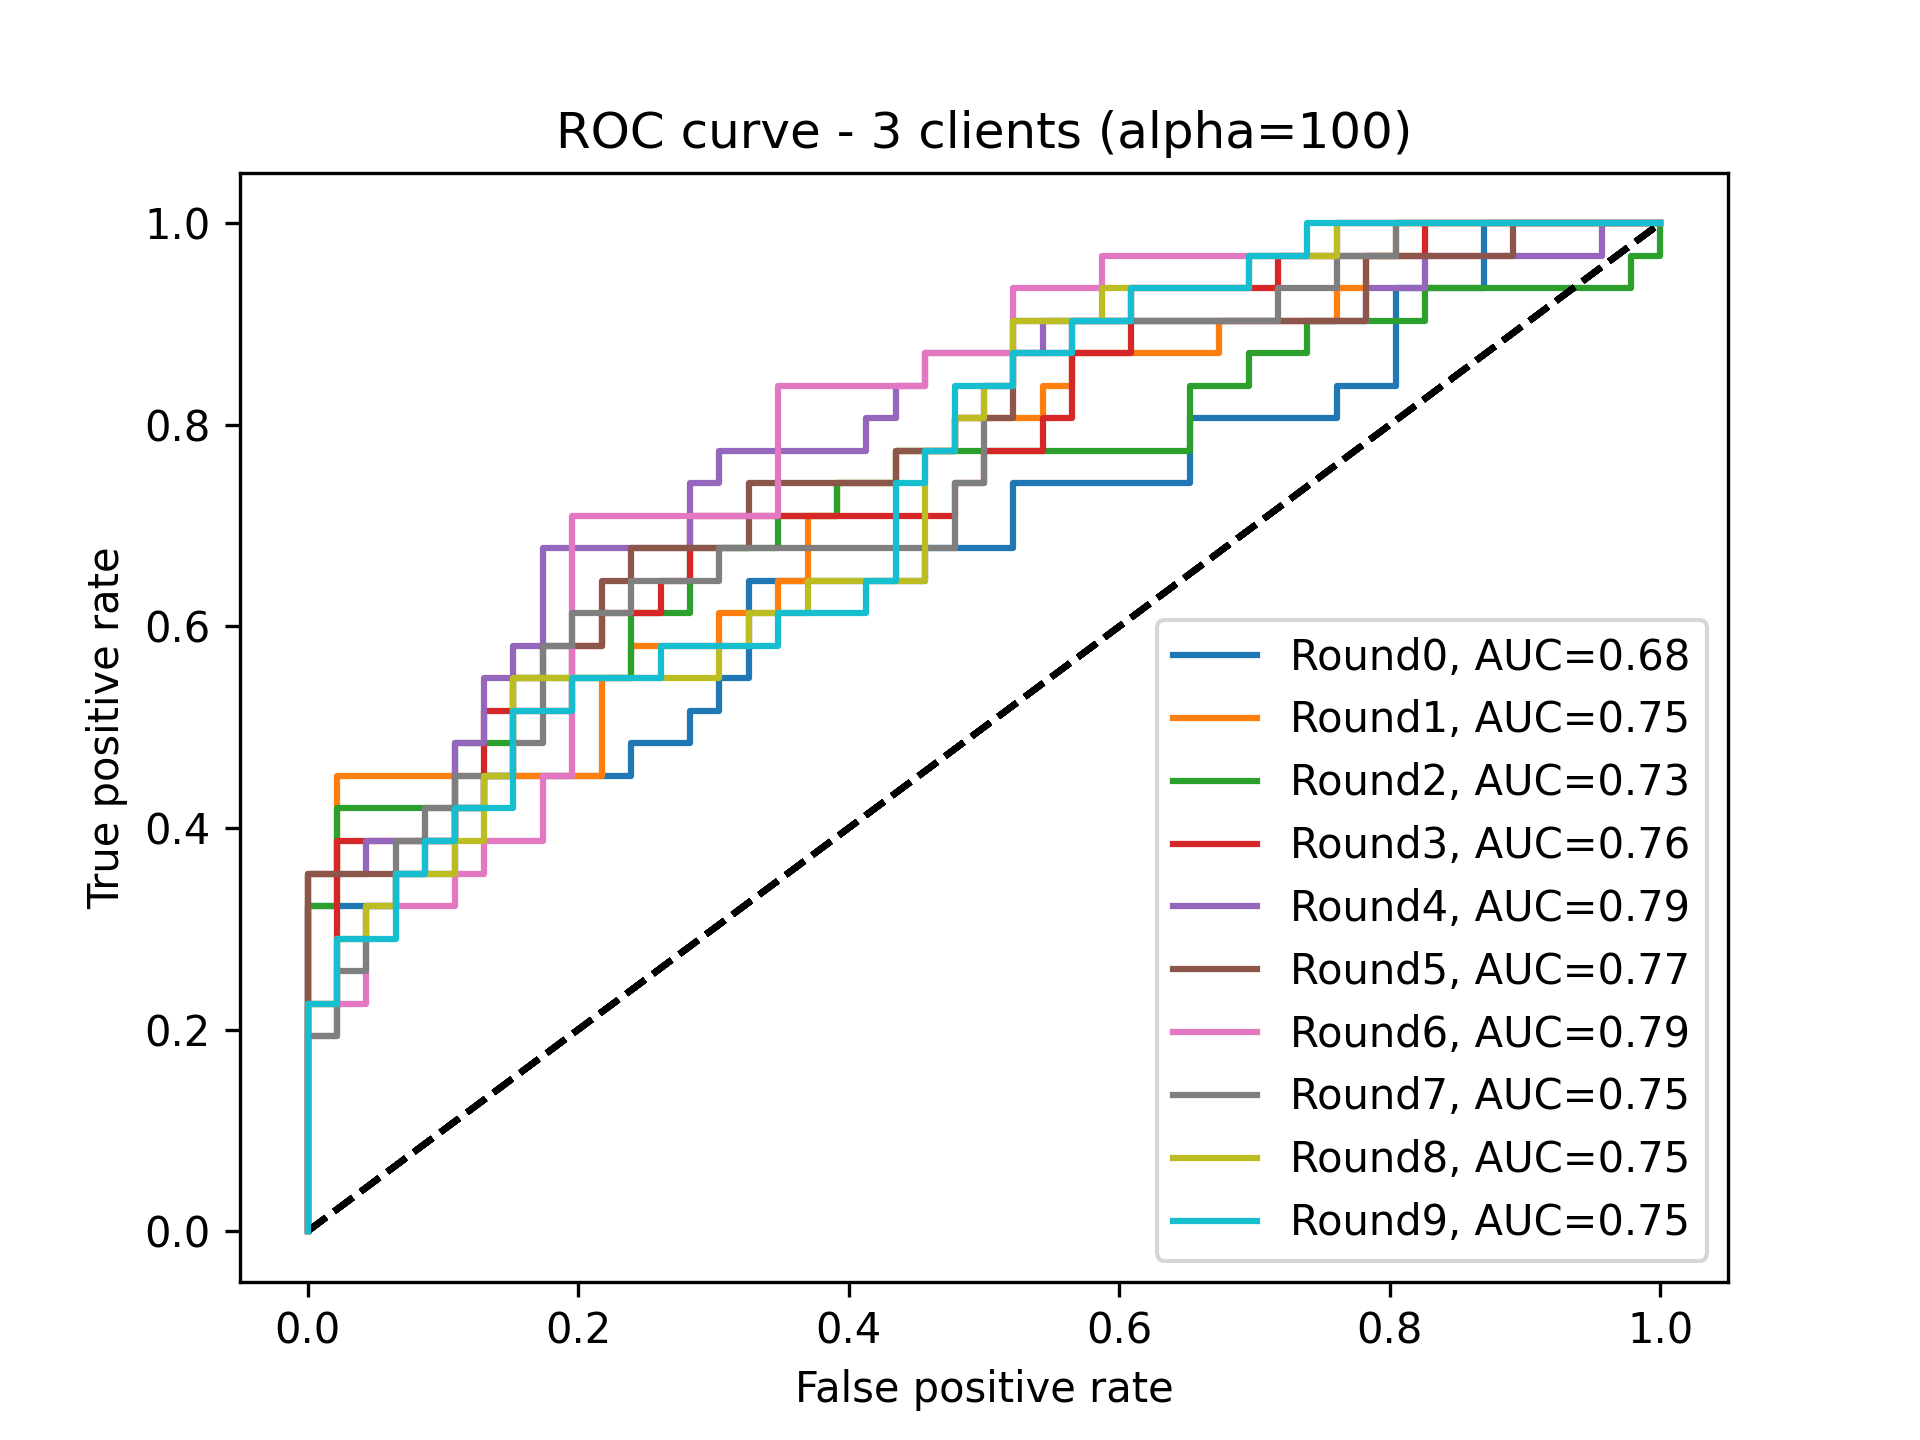 ROC curve - 3 clients (alpha=100)
1.0
0.8
0.6
0.4
0.2
0.0
True positive rate
Round0, AUC=0.68
Round1, AUC=0.75
Round2, AUC=0.73
Round3, AUC=0.76
Round4, AUC=0.79
Round5, AUC=0.77
Round6, AUC=0.79
Round7, AUC=0.75
Round8, AUC=0.75
Round9, AUC=0.75
0.0 0.2 0.4 0.6 0.8 1.0
False positive rate